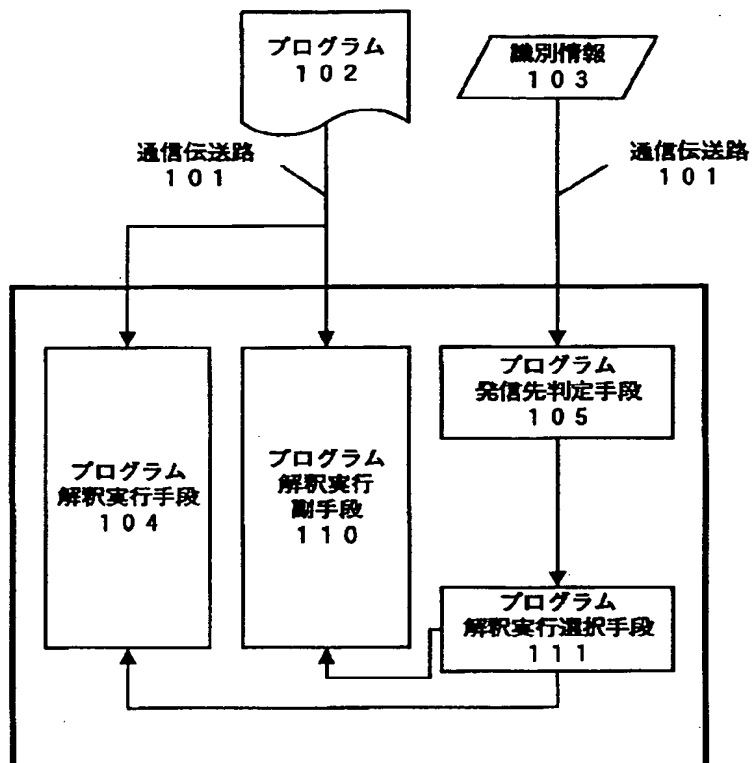 プログラム
１０２
識別情報
１０３
通信伝送路
１０１
通信伝送路
１０１
プログラム
解釈実行手段
１０４
プログラム
解釈実行
副手段
１１０
プログラム
発信先判定手段
１０５
プログラム
解釈実行選択手段
１１１